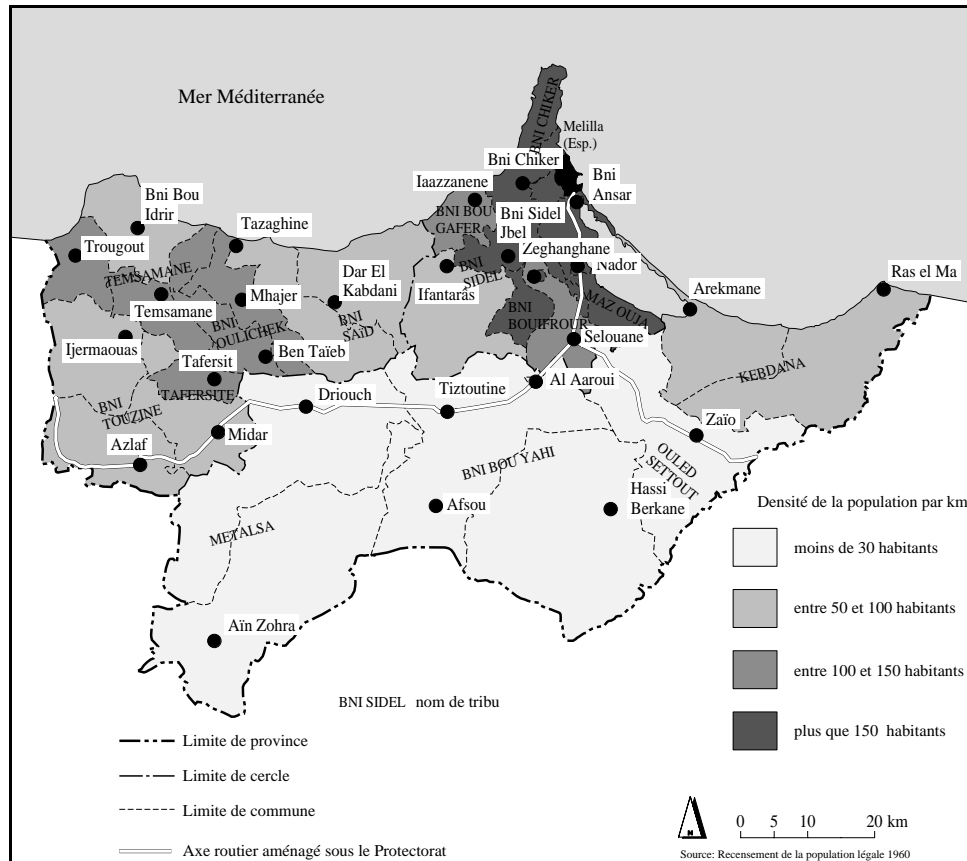 Mer Méditerranée
BNI CHIKER
Melilla
(Esp.)
Bni Chiker
Bni
Ansar
Iaazzanene
Bni Bou
Idrir
BNI BOU
GAFER
Bni Sidel
Jbel
Tazaghine
Trougout
Zeghanghane
TEMSAMANE
Dar El
Kabdani
BNI
SIDEL
Nador
Ifantaras
Ras el Ma
Mhajer
Arekmane
Temsamane
BNI
SAÏD
BNI
OULICHEK
BNI
BOUIFROUR
MAZ OUJA
Ijermaouas
Selouane
Tafersit
Ben Taïeb
KEBDANA
TAFERSITE
Driouch
Tiztoutine
Al Aaroui
BNI
TOUZINE
Zaïo
Azlaf
Midar
BNI BOU YAHI
OULED
SETTOUT
Hassi
Berkane
Afsou
METALSA
Aïn Zohra
Densité de la population par km
moins de 30 habitants
entre 50 et 100 habitants
entre 100 et 150 habitants
plus que 150 habitants
BNI SIDEL nom de tribu
Limite de province
Limite de cercle
Limite de commune
Axe routier aménagé sous le Protectorat
N
0 5 10 20 km
Source: Recensement de la population légale 1960